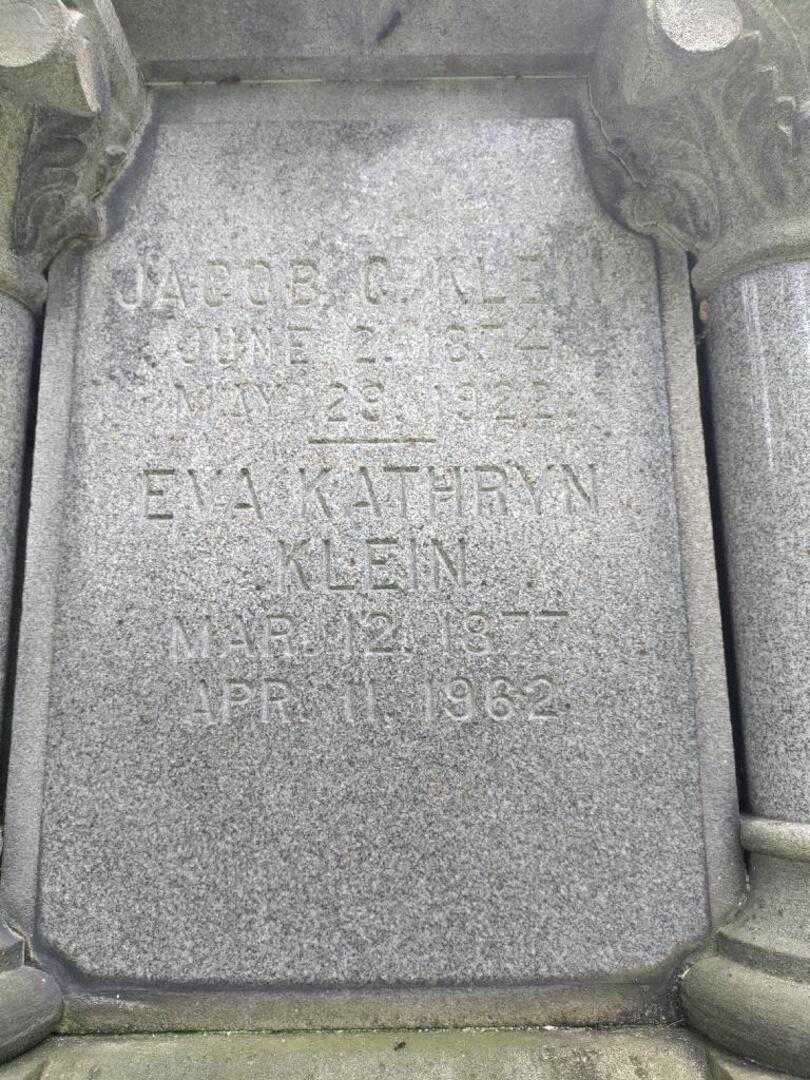 JACOB C. KLEIN
JUNE 2. 1874
MAY 29. 1922.
EVA KATHRYN
KLEIN.
MAR. 12. 1877
APR. 11. 1962